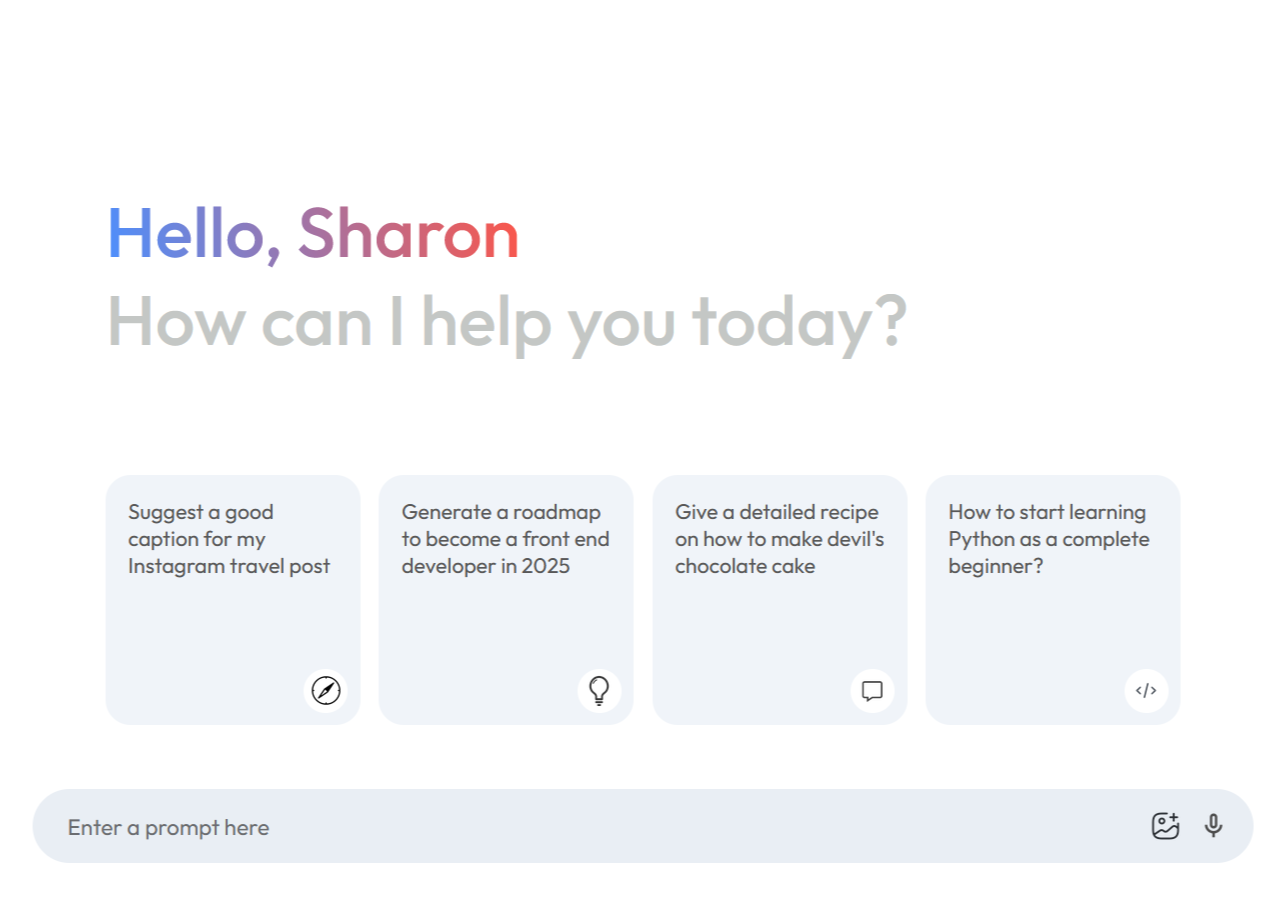 Hello, Sharon
How can I help you today?
Suggest a good
caption for my
Instagram travel post
Generate a roadmap
to become a front end
developer in 2025
Give a detailed recipe
on how to make devil's
chocolate cake
How to start learning
Python as a complete
beginner?
Enter a prompt here